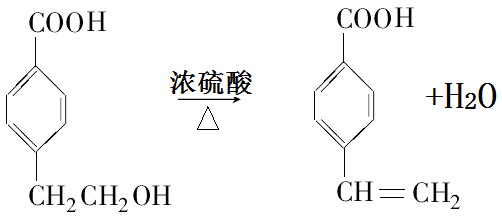 COOH
COOH
浓硫酸
△
+H₂O
CH₂CH₂OH
CH=CH₂